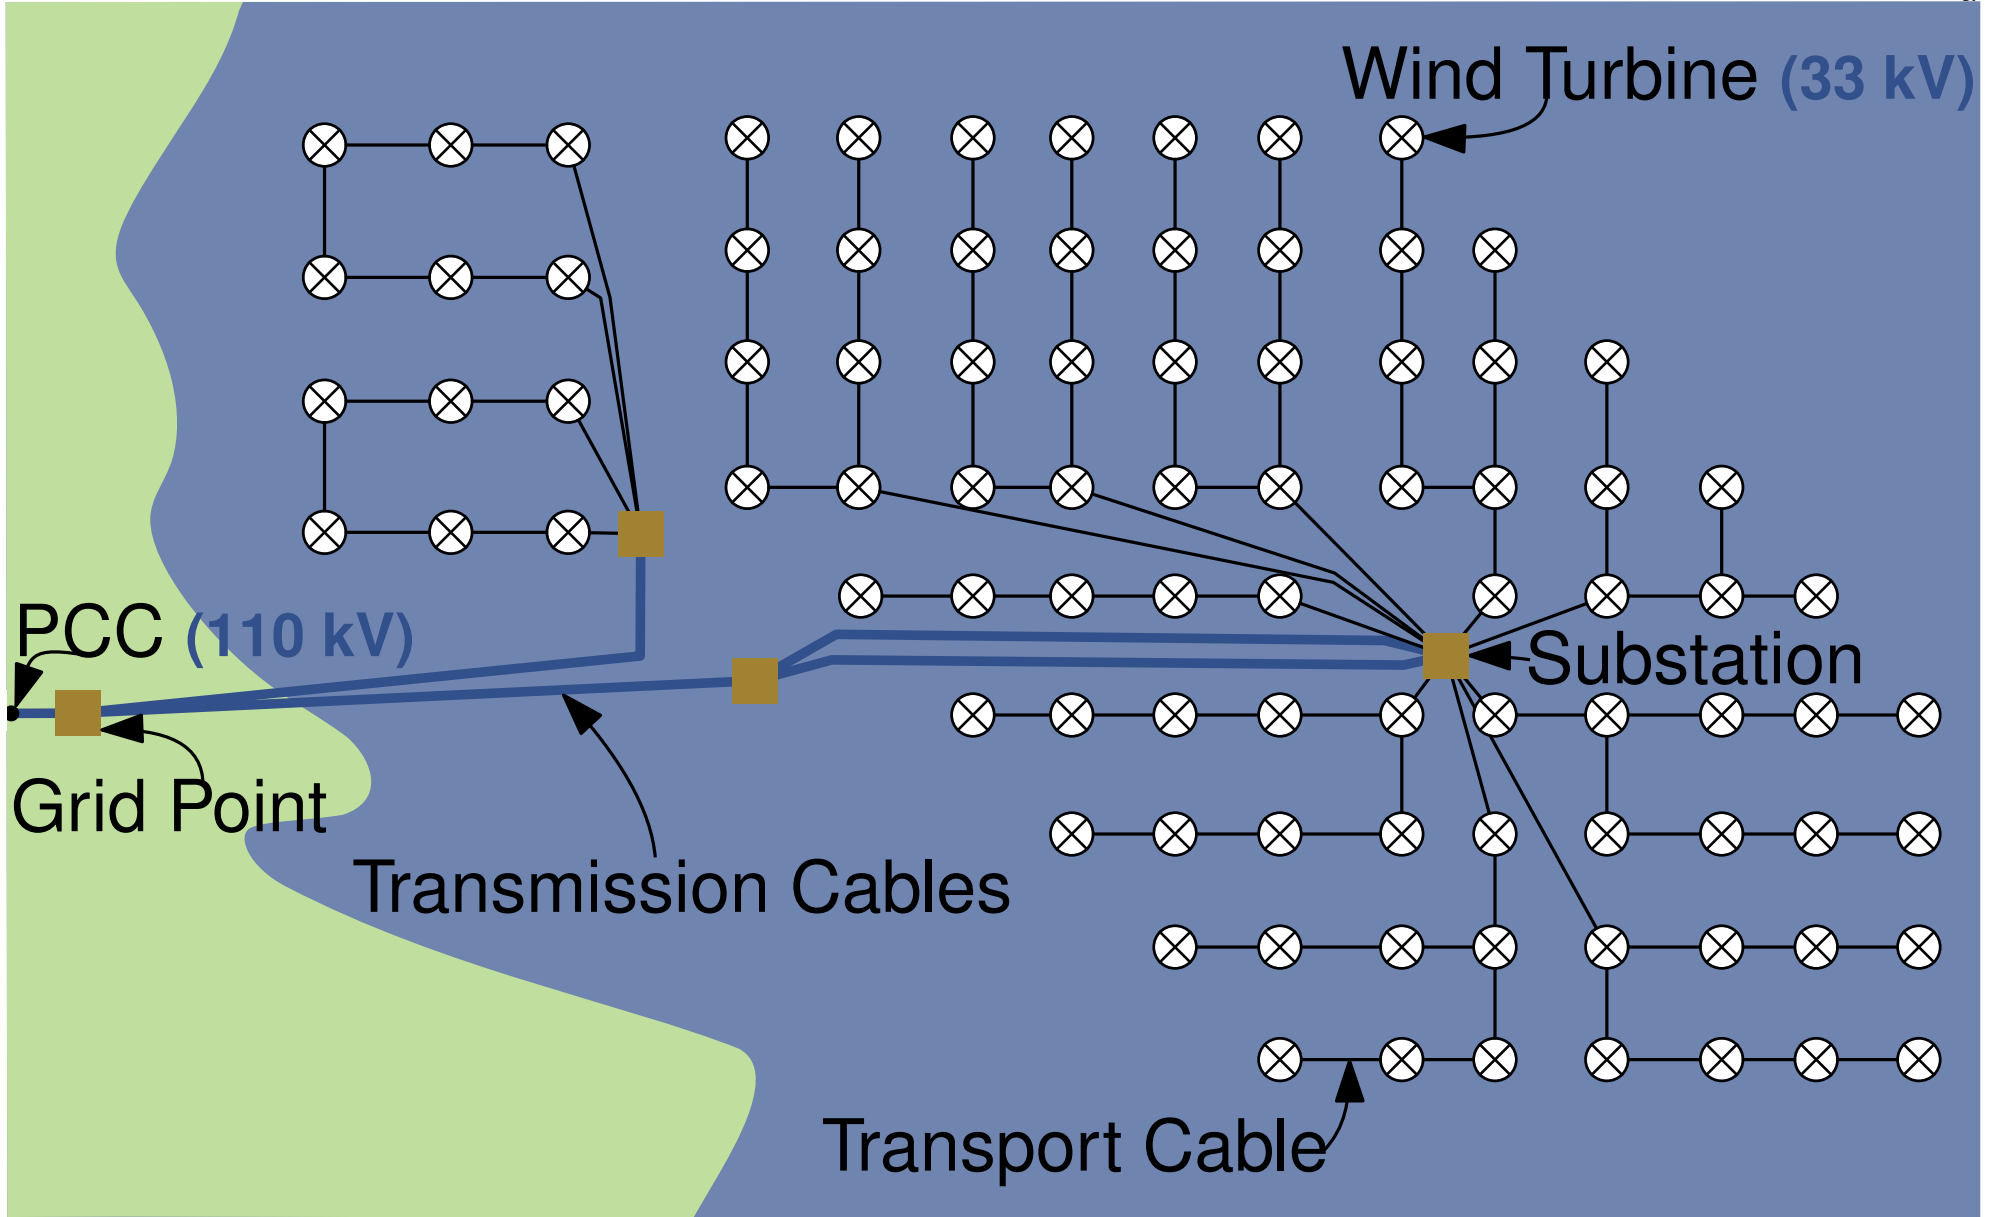 Wind Turbine (33 kV)
PCC (110 kV)
Substation
Grid Point
Transmission Cables
Transport Cable